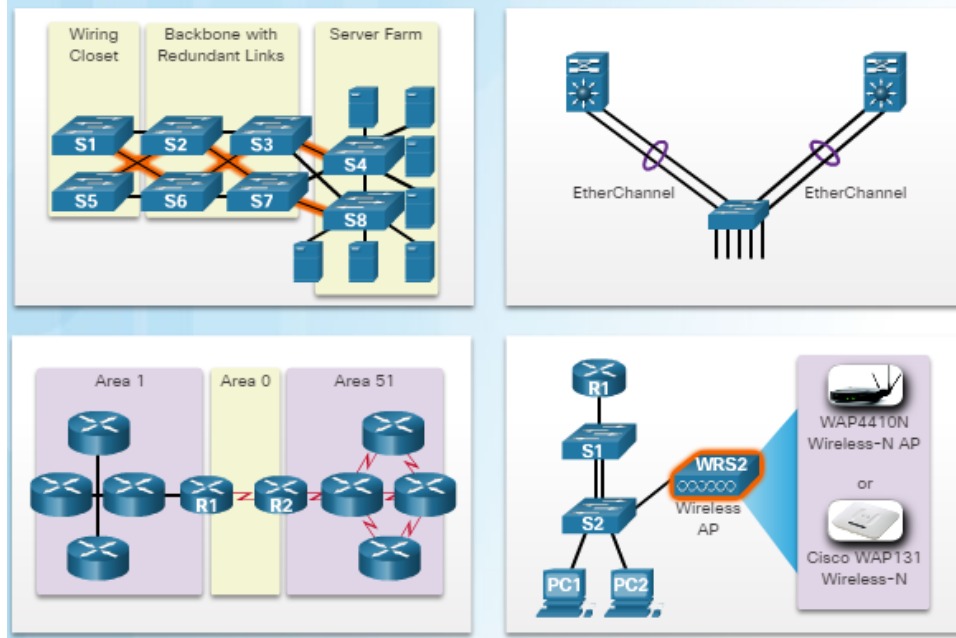 Wiring
Closet
Backbone with
Redundant Links
Server Farm
S1
S2
S3
S4
S5
S6
S7
S8
EtherChannel
EtherChannel
Area 1
Area 0
Area 51
R1
R2
R1
S1
S2
WRS2
Wireless
AP
PC1
PC2
WAP4410N
Wireless-N AP
or
Cisco WAP131
Wireless-N